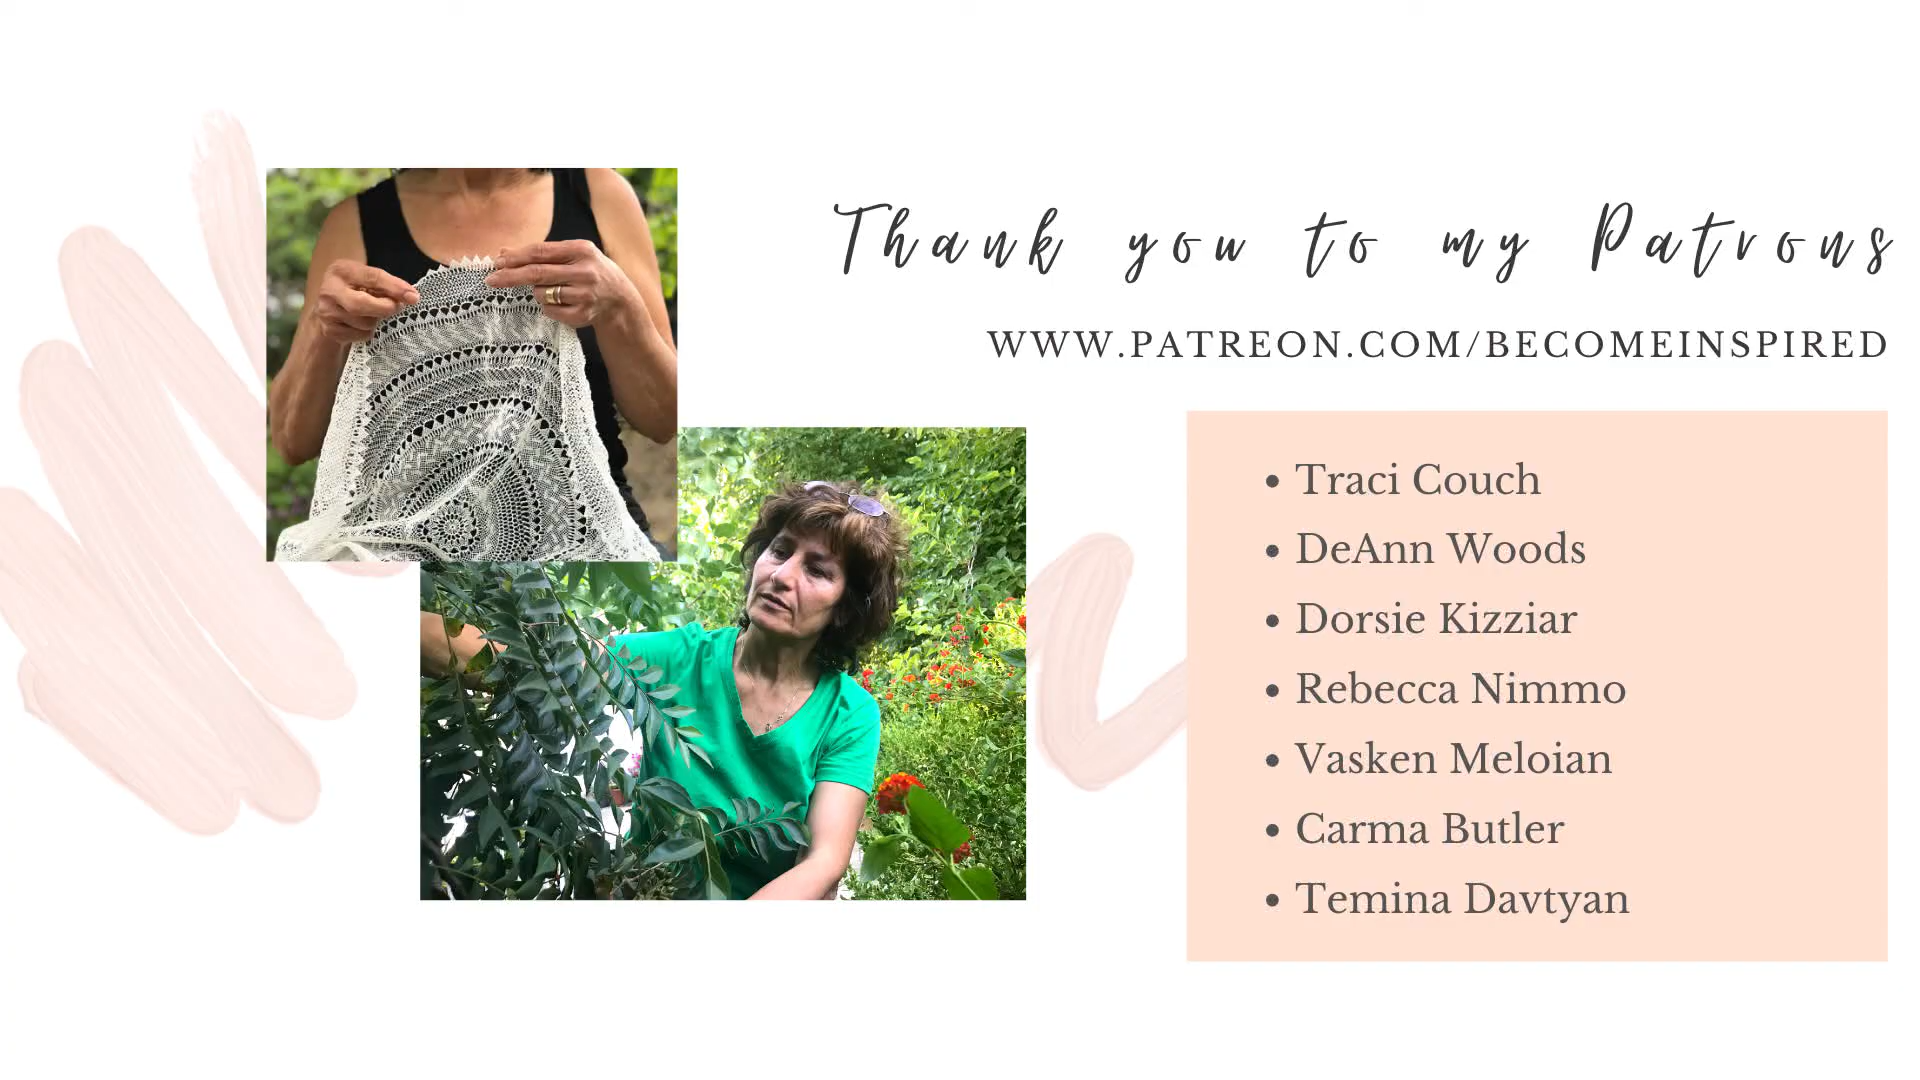 Thank you to my Patrons
WWW.PATREON.COM/BECOMEINSPIRED
• Traci Couch
• DeAnn Woods
• Dorsie Kizziar
• Rebecca Nimmo
• Vasken Meloian
• Carma Butler
• Temina Davtyan